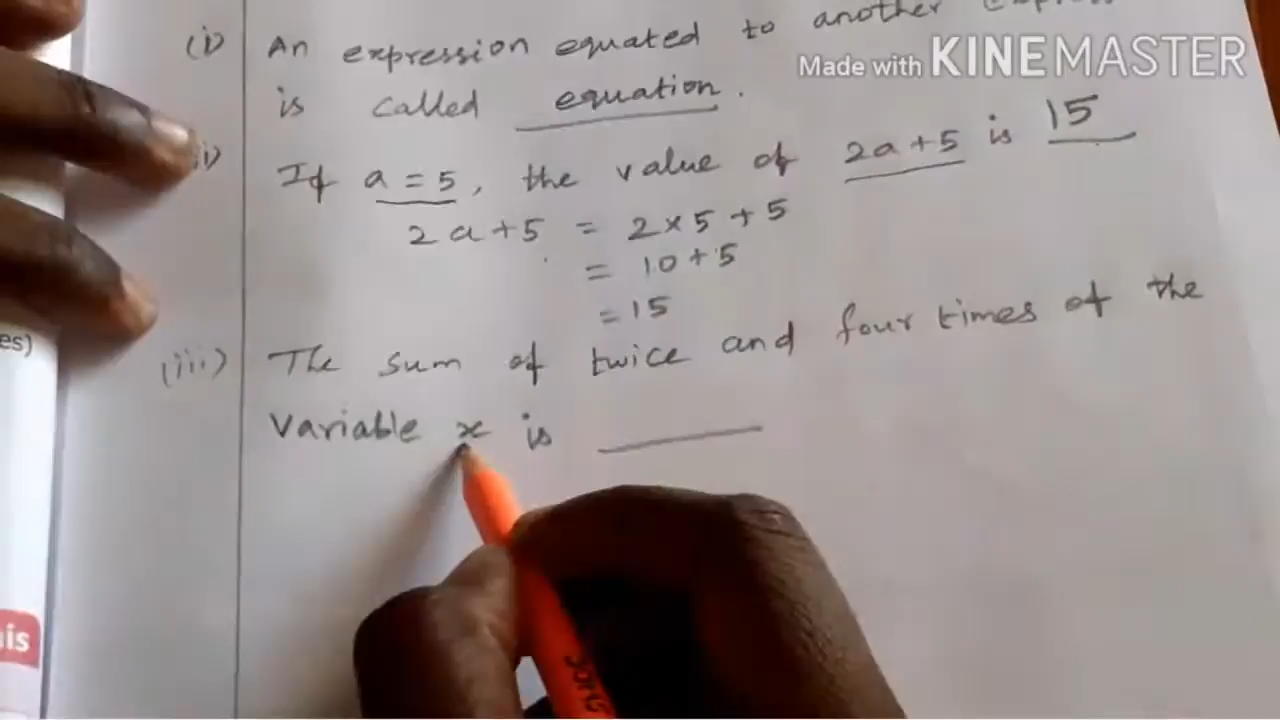 (i) An expression equated to another
is called equation.
If a = 5, the value of 2a+5 is 15
2a+5 = 2×5+5
= 10+5
= 15
(iii) The sum of twice and four times of the
variable x is
Made with KINEMASTER
es)
is